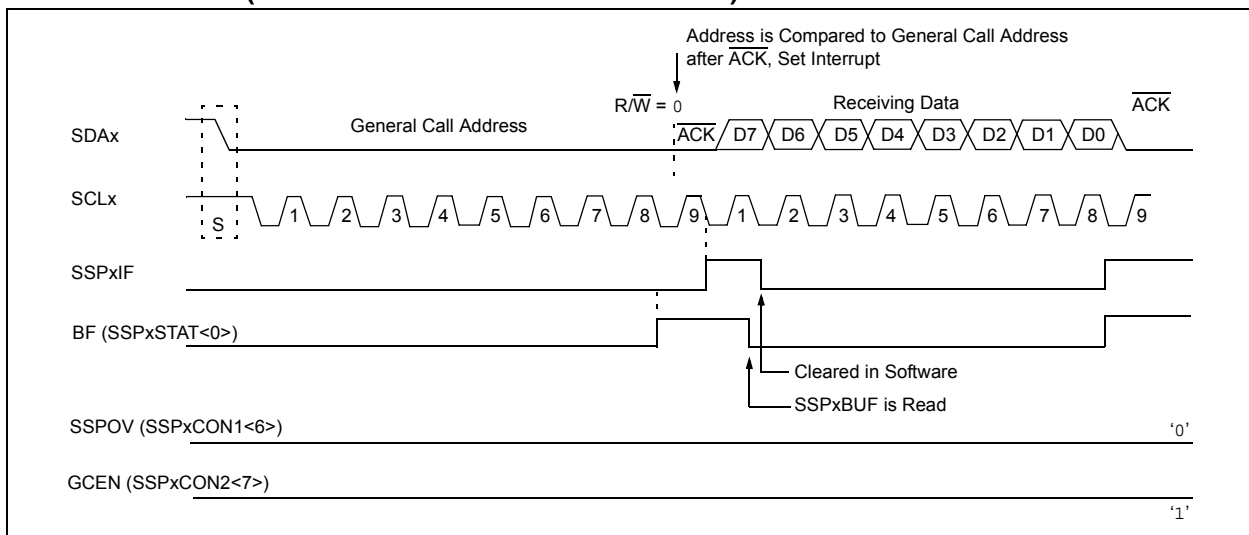 Address is Compared to General Call Address
after ACK, Set Interrupt
R/W = 0
Receiving Data
ACK
SDAx
General Call Address
ACK D7 D6 D5 D4 D3 D2 D1 D0
SCLx
S
1 2 3 4 5 6 7 8 9 1 2 3 4 5 6 7 8 9
SSPxIF
BF (SSPxSTAT<0>)
Cleared in Software
SSPxBUF is Read
SSPOV (SSPxCON1<6>)
‘0’
GCEN (SSPxCON2<7>)
‘1’